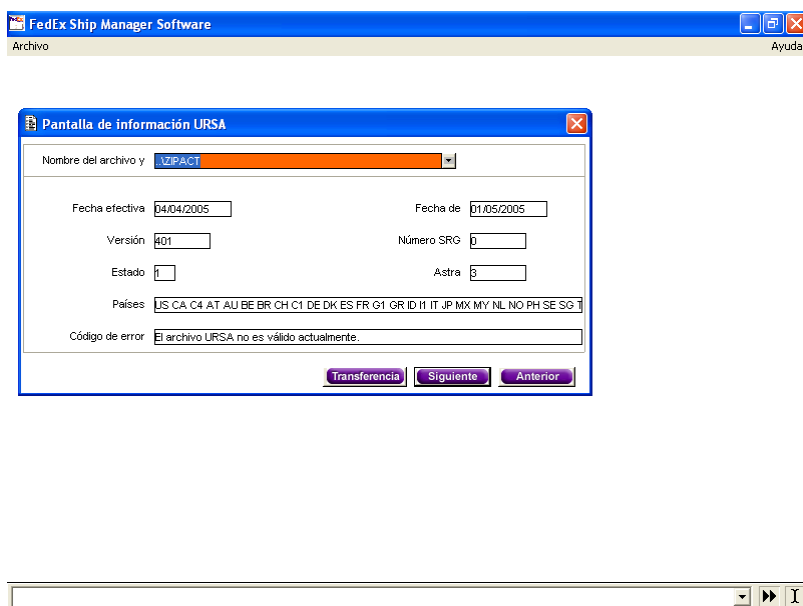 FedEx Ship Manager Software
Archivo Ayuda
Pantalla de información URSA
Nombre del archivo y ..\ZIPACT
Fecha efectiva 04/04/2005 Fecha de 01/05/2005
Versión 401 Número SRG 0
Estado 1 Astra 3
Países US CA C4 AT AU BE BR CH C1 DE DK ES FR G1 GR ID I1 IT JP MX MY NL NO PH SE SG T
Código de error El archivo URSA no es válido actualmente.
Transferencia Siguiente Anterior